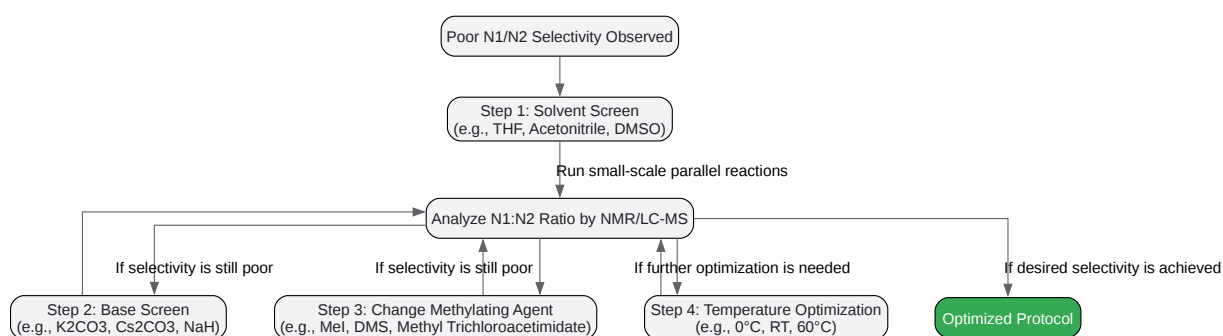 Poor N1/N2 Selectivity Observed
Step 1: Solvent Screen
(e.g., THF, Acetonitrile, DMSO)
Run small-scale parallel reactions
Analyze N1:N2 Ratio by NMR/LC-MS
If selectivity is still poor
If selectivity is still poor
If further optimization is needed
If desired selectivity is achieved
Step 2: Base Screen
(e.g., K2CO3, Cs2CO3, NaH)
Step 3: Change Methylating Agent
(e.g., MeI, DMS, Methyl Trichloroacetimidate)
Step 4: Temperature Optimization
(e.g., 0°C, RT, 60°C)
Optimized Protocol